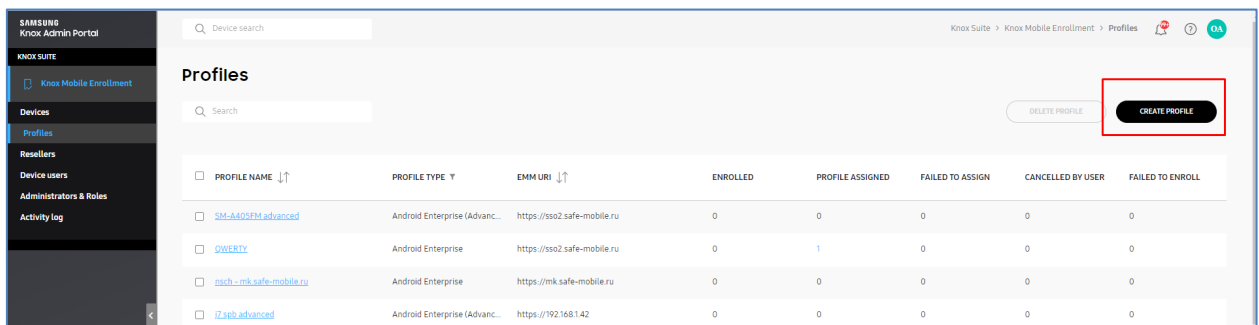 SAMSUNG
Knox Admin Portal
Device search
Knox Suite > Knox Mobile Enrollment > Profiles
OA
KNOX SUITE
Knox Mobile Enrollment
Devices
Profiles
Resellers
Device users
Administrators & Roles
Activity log
Profiles
Search
DELETE PROFILE
CREATE PROFILE
PROFILE NAME PROFILE TYPE EMM URI ENROLLED PROFILE ASSIGNED FAILED TO ASSIGN CANCELLED BY USER FAILED TO ENROLL
SM-A405FM advanced Android Enterprise (Advanc... https://sso2.safe-mobile.ru 0 0 0 0 0
QWERTY Android Enterprise https://sso2.safe-mobile.ru 0 1 0 0 0
nsch - mk.safe-mobile.ru Android Enterprise https://mk.safe-mobile.ru 0 0 0 0 0
j7 spb advanced Android Enterprise (Advanc... https://192.168.1.42 0 0 0 0 0